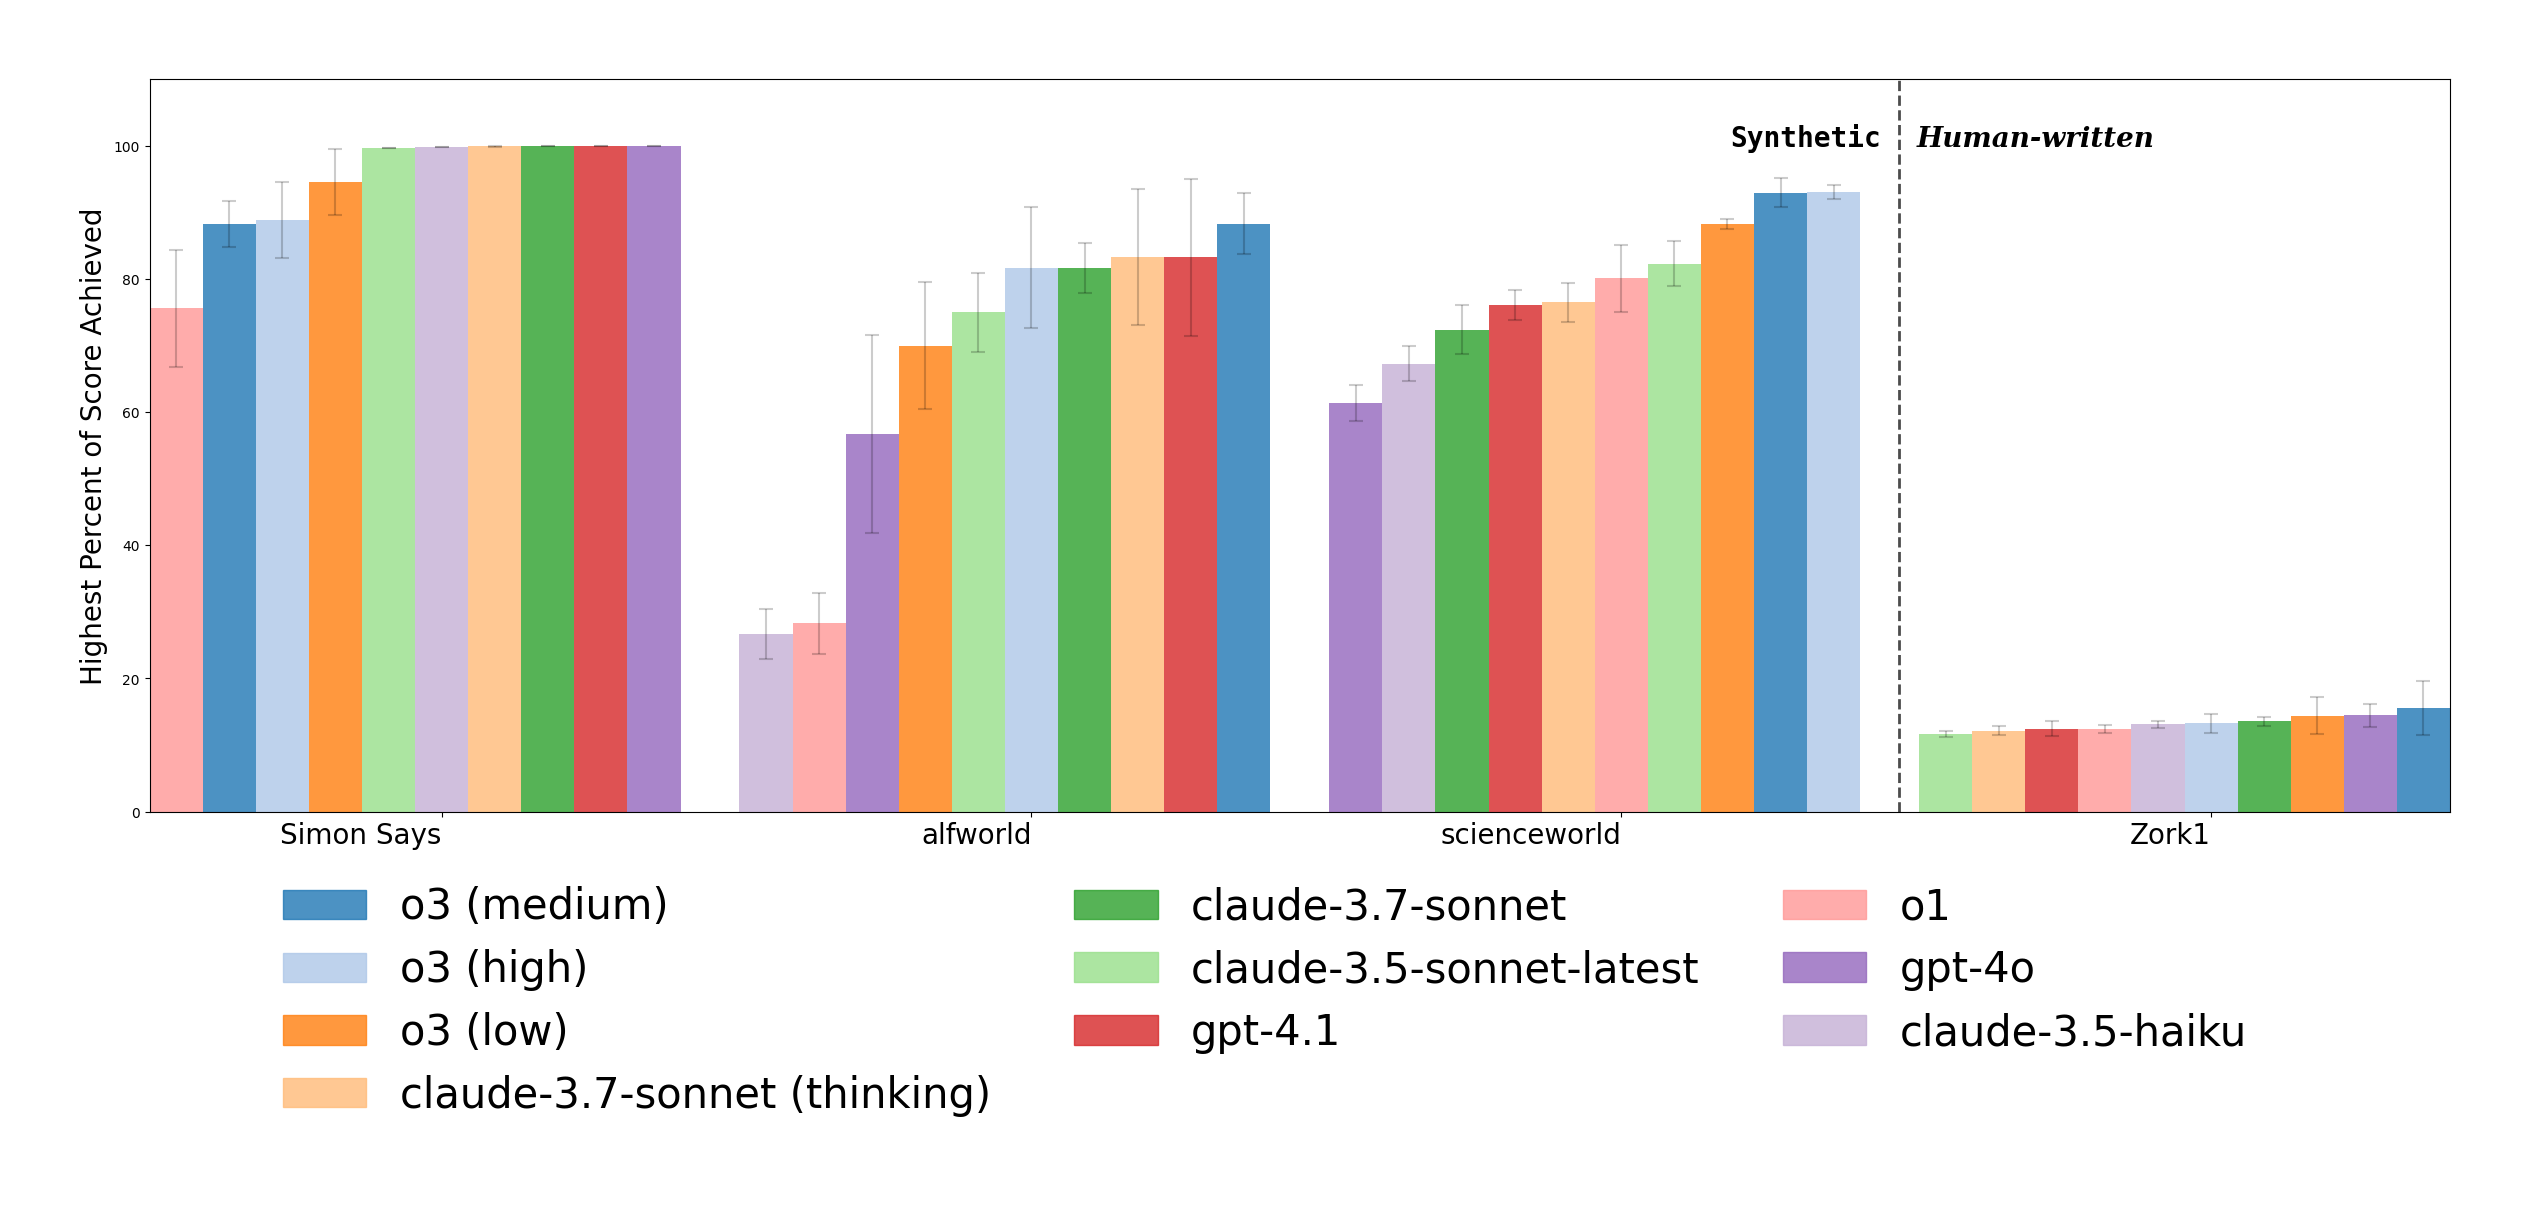 Highest Percent of Score Achieved
100
80
60
40
20
0
Synthetic
Human-written
Simon Says
alfworld
scienceworld
Zork1
o3 (medium)
o3 (high)
o3 (low)
claude-3.7-sonnet (thinking)
claude-3.7-sonnet
claude-3.5-sonnet-latest
gpt-4.1
o1
gpt-4o
claude-3.5-haiku